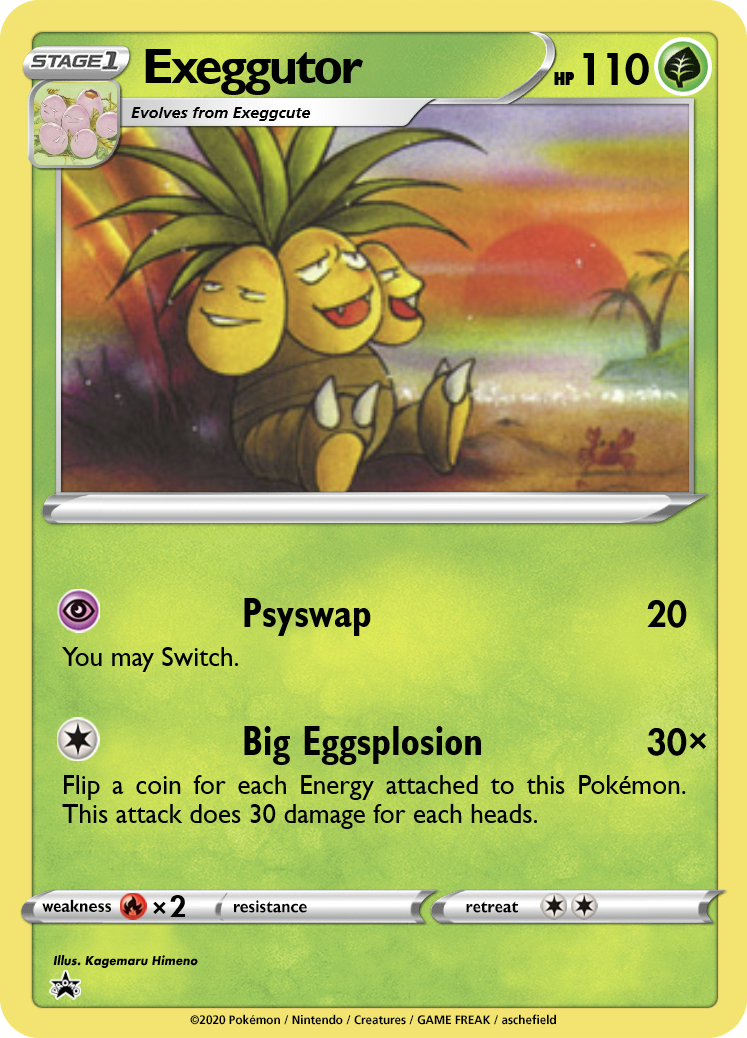 STAGE1
Exeggutor
HP 110
Evolves from Exeggcute
Psyswap 20
You may Switch.
Big Eggsplosion 30×
Flip a coin for each Energy attached to this Pokémon.
This attack does 30 damage for each heads.
weakness ×2 resistance retreat
Illus. Kagemaru Himeno
PROMO
©2020 Pokémon / Nintendo / Creatures / GAME FREAK / aschefield